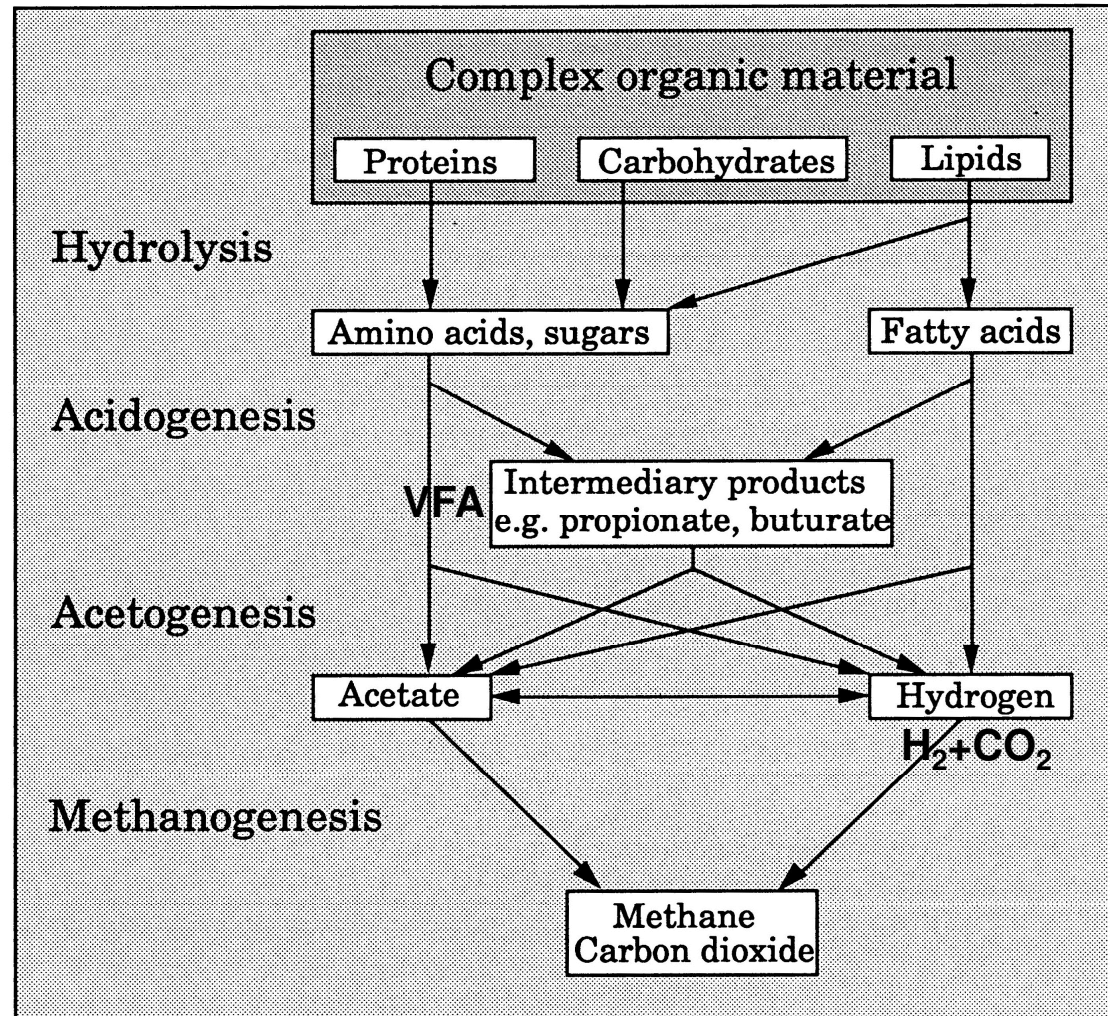 Complex organic material
Proteins
Carbohydrates
Lipids
Hydrolysis
Amino acids, sugars
Fatty acids
Acidogenesis
VFA
Intermediary products
e.g. propionate, buturate
Acetogenesis
Acetate
Hydrogen
H₂+CO₂
Methanogenesis
Methane
Carbon dioxide